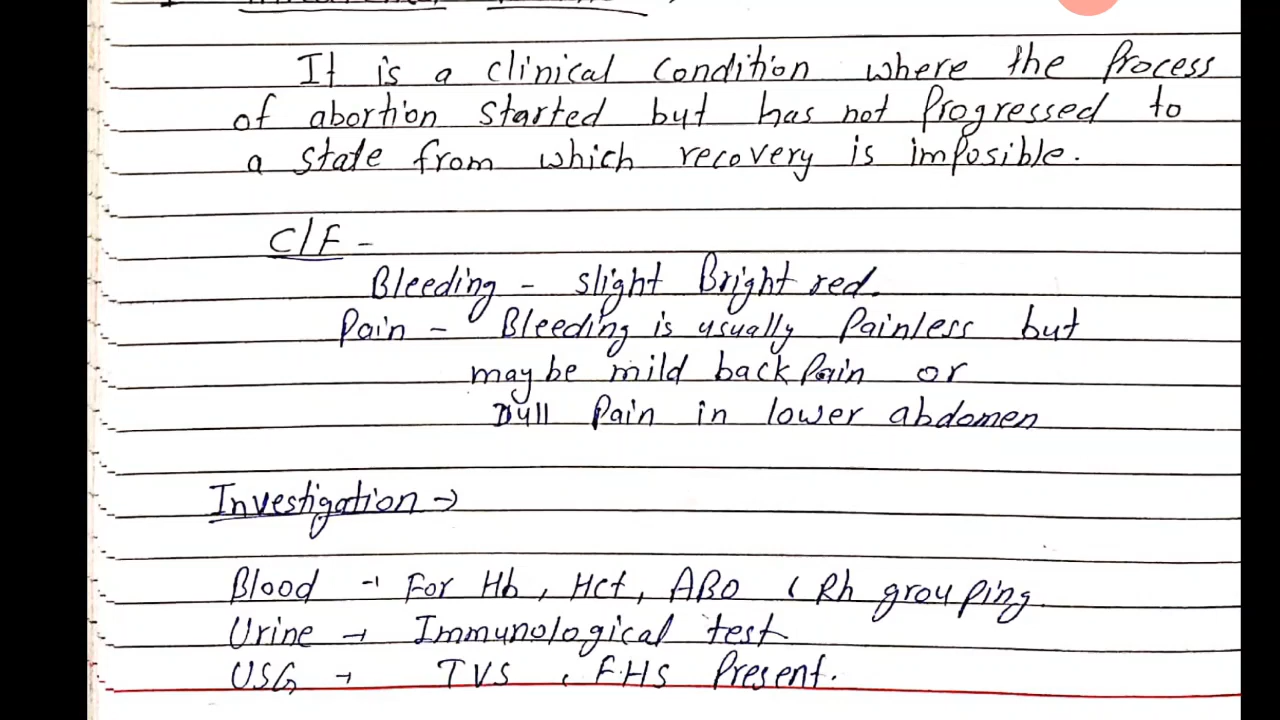 It is a clinical condition where the Process
of abortion started but has not Progressed to
a state from which recovery is imposible.
C/F -
Bleeding - slight Bright red.
Pain - Bleeding is usually Painless but
may be mild back Pain or
Dull Pain in lower abdomen
Investigation →
Blood → For Hb, Hct, ABO ( Rh grouping.
Urine → Immunological test
USG → TVS , FHS Present.